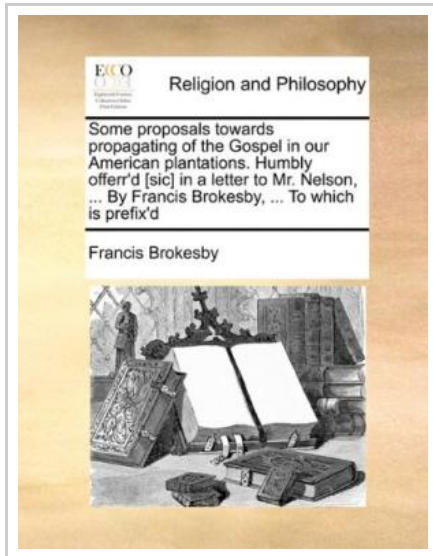 ECCO
Religion and Philosophy
Some proposals towards
propagating of the Gospel in our
American plantations. Humbly
offerr'd [sic] in a letter to Mr. Nelson,
... By Francis Brokesby, ... To which
is prefix'd
Francis Brokesby